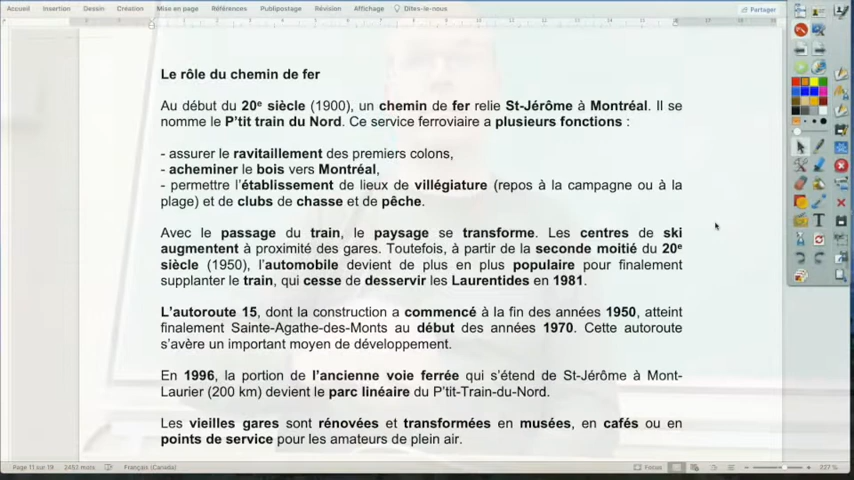 Accueil Insertion Dessin Création Mise en page Références Publipostage Révision Affichage Dites-le-nous Partager
Le rôle du chemin de fer
Au début du 20e siècle (1900), un chemin de fer relie St-Jérôme à Montréal. Il se
nomme le P'tit train du Nord. Ce service ferroviaire a plusieurs fonctions :
- assurer le ravitaillement des premiers colons,
- acheminer le bois vers Montréal,
- permettre l'établissement de lieux de villégiature (repos à la campagne ou à la
plage) et de clubs de chasse et de pêche.
Avec le passage du train, le paysage se transforme. Les centres de ski
augmentent à proximité des gares. Toutefois, à partir de la seconde moitié du 20e
siècle (1950), l'automobile devient de plus en plus populaire pour finalement
supplanter le train, qui cesse de desservir les Laurentides en 1981.
L'autoroute 15, dont la construction a commencé à la fin des années 1950, atteint
finalement Sainte-Agathe-des-Monts au début des années 1970. Cette autoroute
s'avère un important moyen de développement.
En 1996, la portion de l'ancienne voie ferrée qui s'étend de St-Jérôme à Mont-
Laurier (200 km) devient le parc linéaire du P'tit-Train-du-Nord.
Les vieilles gares sont rénovées et transformées en musées, en cafés ou en
points de service pour les amateurs de plein air.
Page 11 sur 19 2453 mots Français (Canada) Focus 227 %